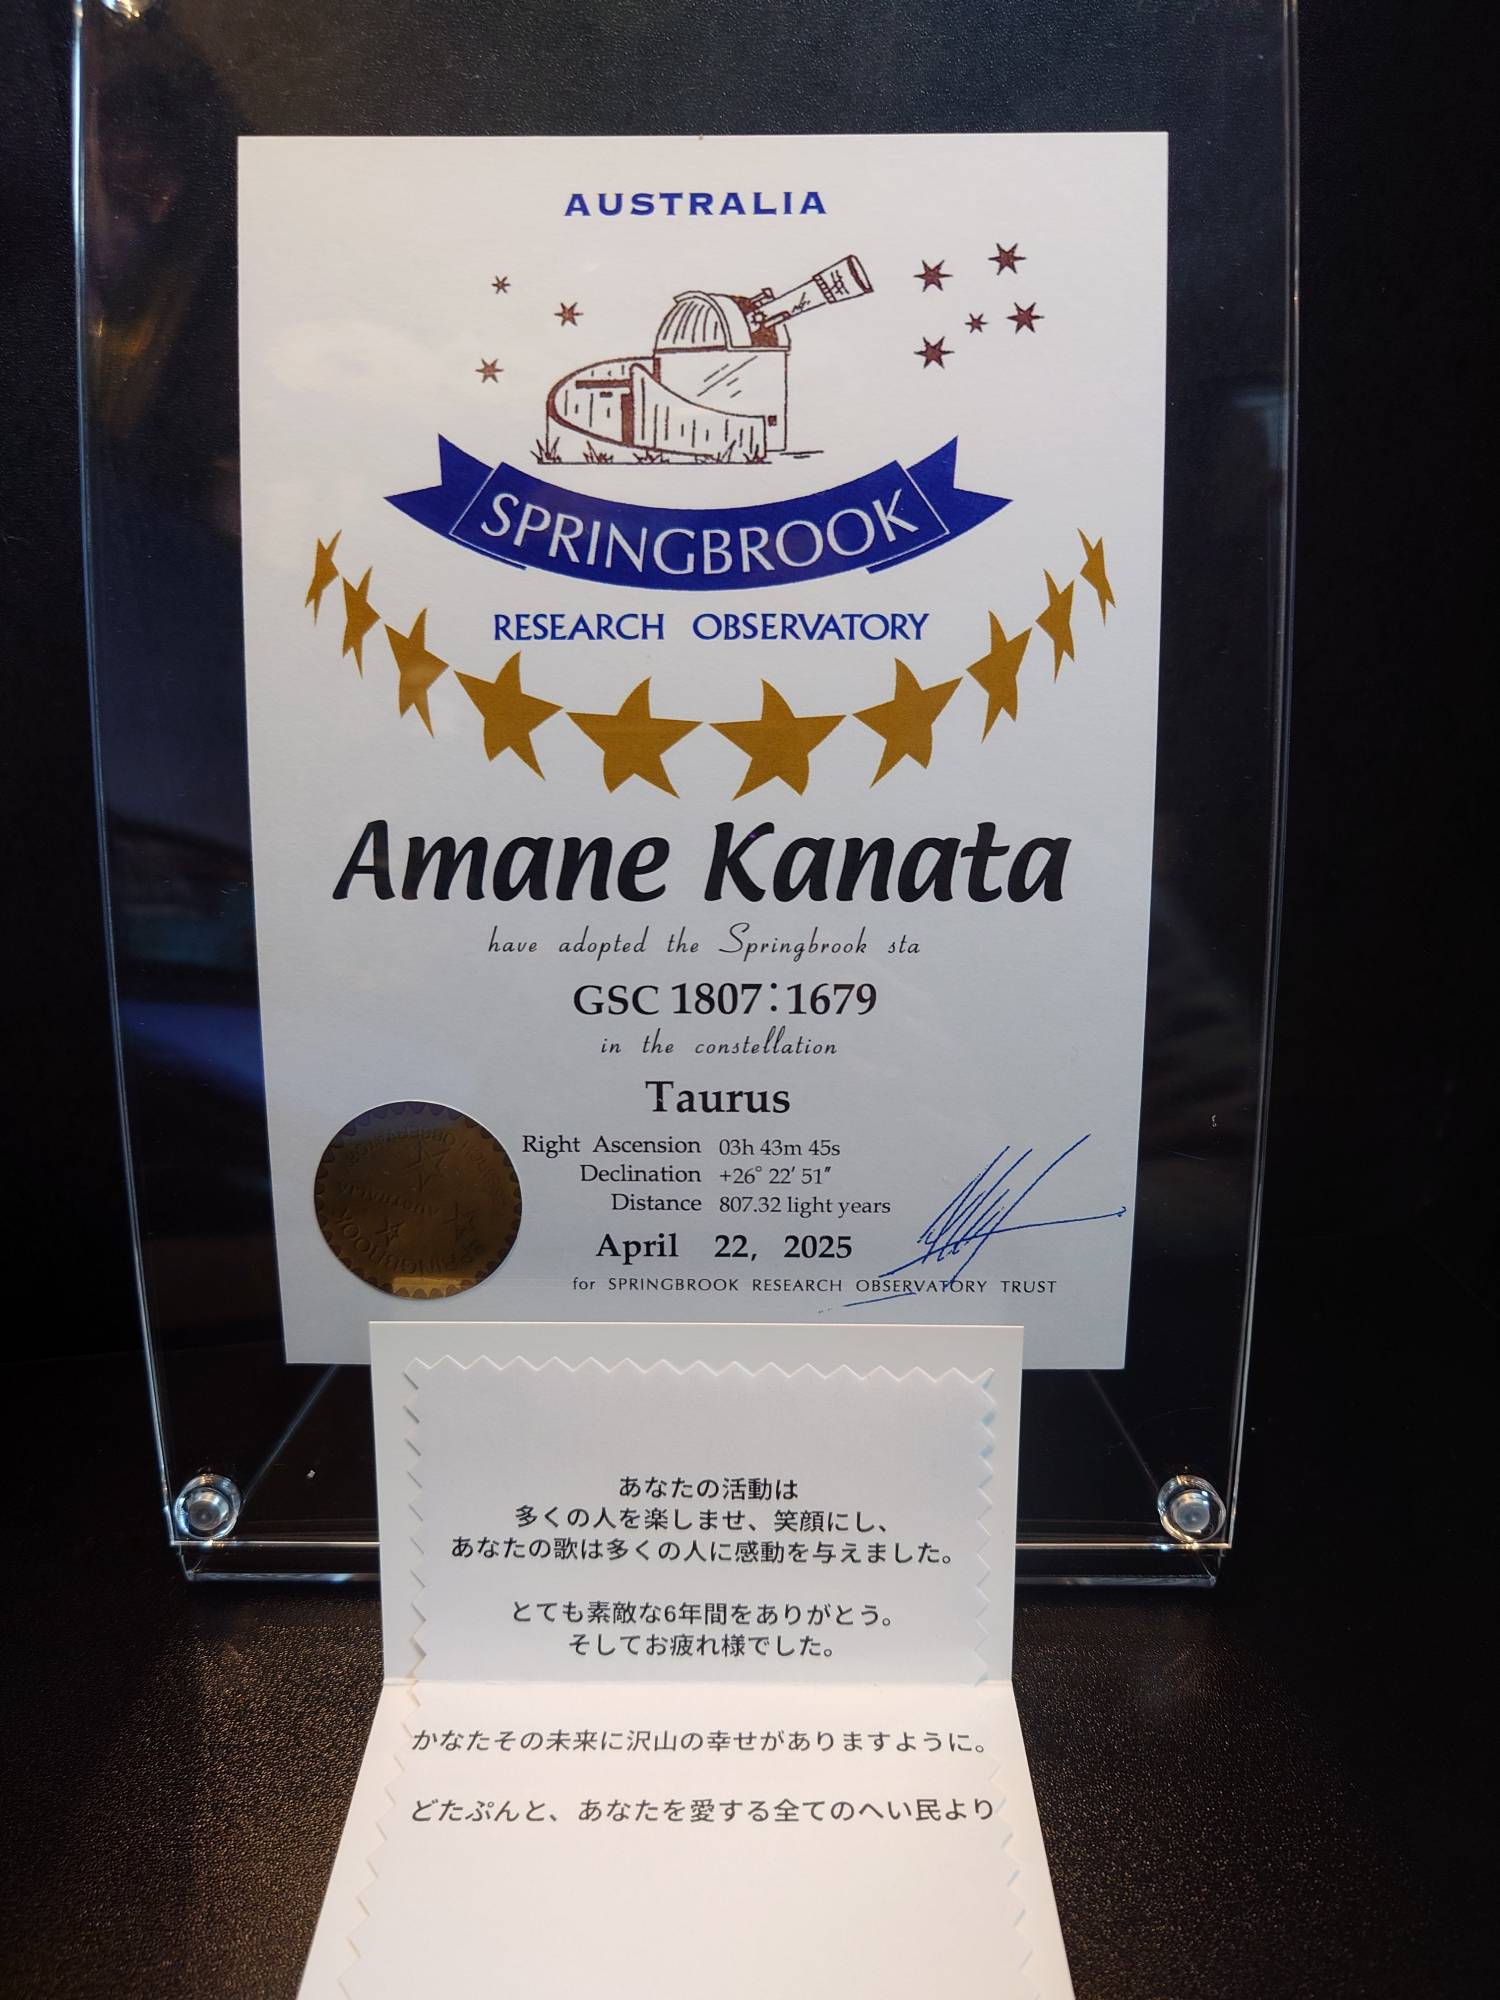 AUSTRALIA
SPRINGBROOK
RESEARCH OBSERVATORY
Amane Kanata
have adopted the Springbrook sta
GSC 1807:1679
in the constellation
Taurus
Right Ascension 03h 43m 45s
Declination +26° 22′ 51″
Distance 807.32 light years
April 22, 2025
for SPRINGBROOK RESEARCH OBSERVATORY TRUST
SPRINGBROOK
AUSTRALIA
あなたの活動は
多くの人を楽しませ、笑顔にし、
あなたの歌は多くの人に感動を与えました。
とても素敵な6年間をありがとう。
そしてお疲れ様でした。
かなたその未来に沢山の幸せがありますように。
どたぷんと、あなたを愛する全てのへい民より